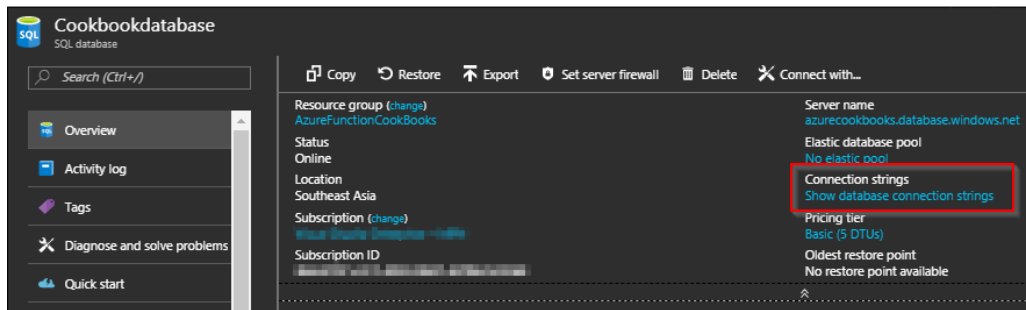 SQL
Cookbookdatabase
SQL database
Search (Ctrl+/)
Copy
Restore
Export
Set server firewall
Delete
Connect with...
Overview
Activity log
Tags
Diagnose and solve problems
Quick start
Resource group (change)
AzureFunctionCookBooks
Status
Online
Location
Southeast Asia
Subscription (change)
Subscription ID
Server name
azurecookbooks.database.windows.net
Elastic database pool
No elastic pool
Connection strings
Show database connection strings
Pricing tier
Basic (5 DTUs)
Oldest restore point
No restore point available